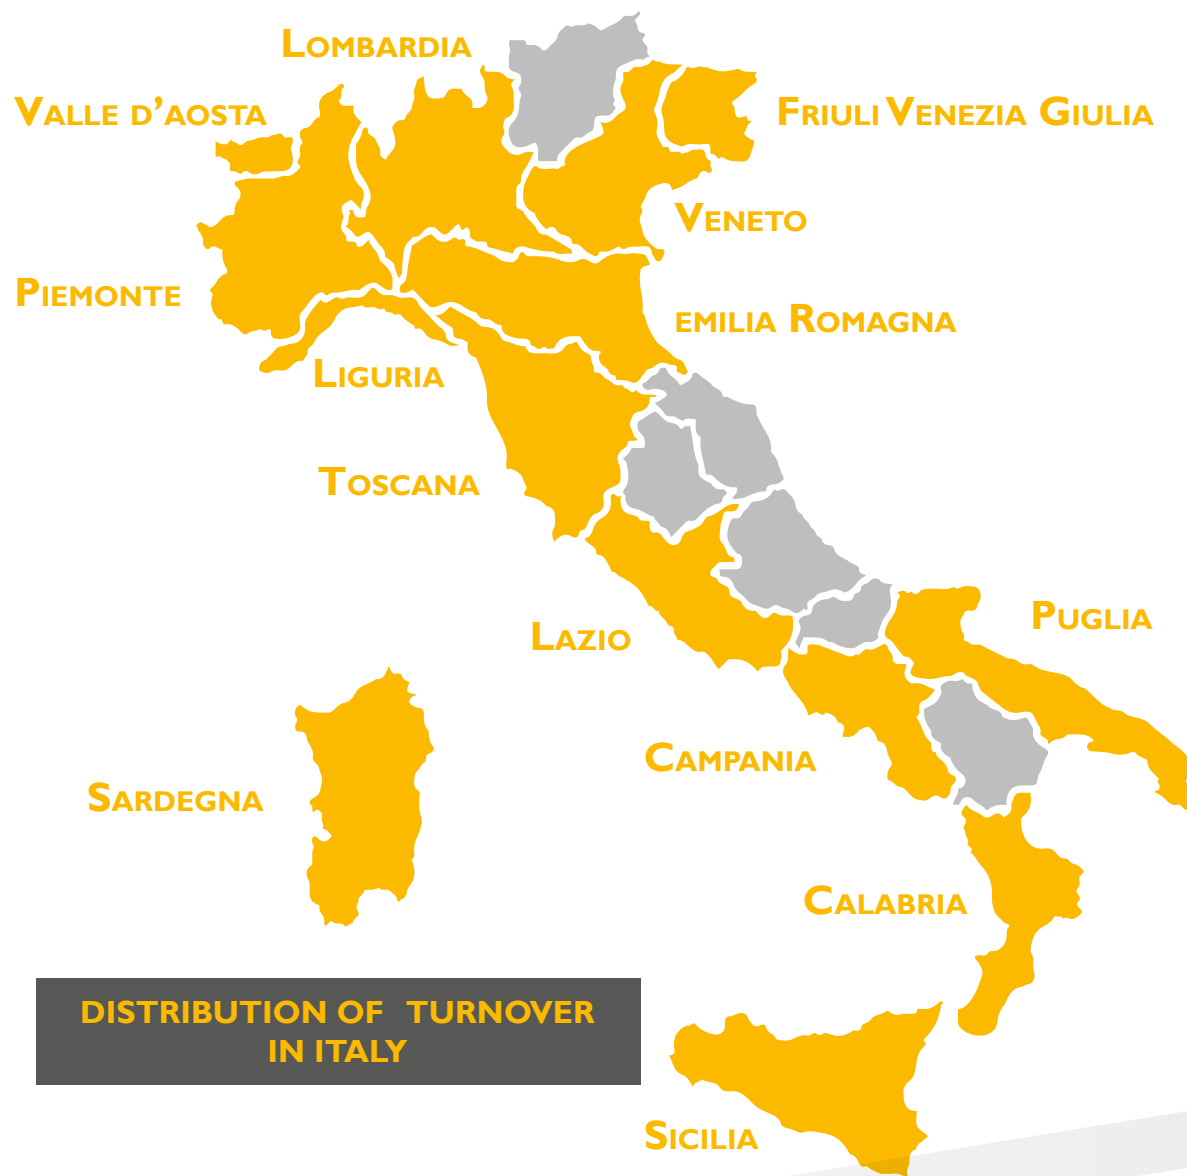 Lombardia
Valle d'aosta
Friuli Venezia Giulia
Veneto
Piemonte
emilia Romagna
Liguria
Toscana
Puglia
Lazio
Campania
Sardegna
Calabria
DISTRIBUTION OF TURNOVER
IN ITALY
Sicilia